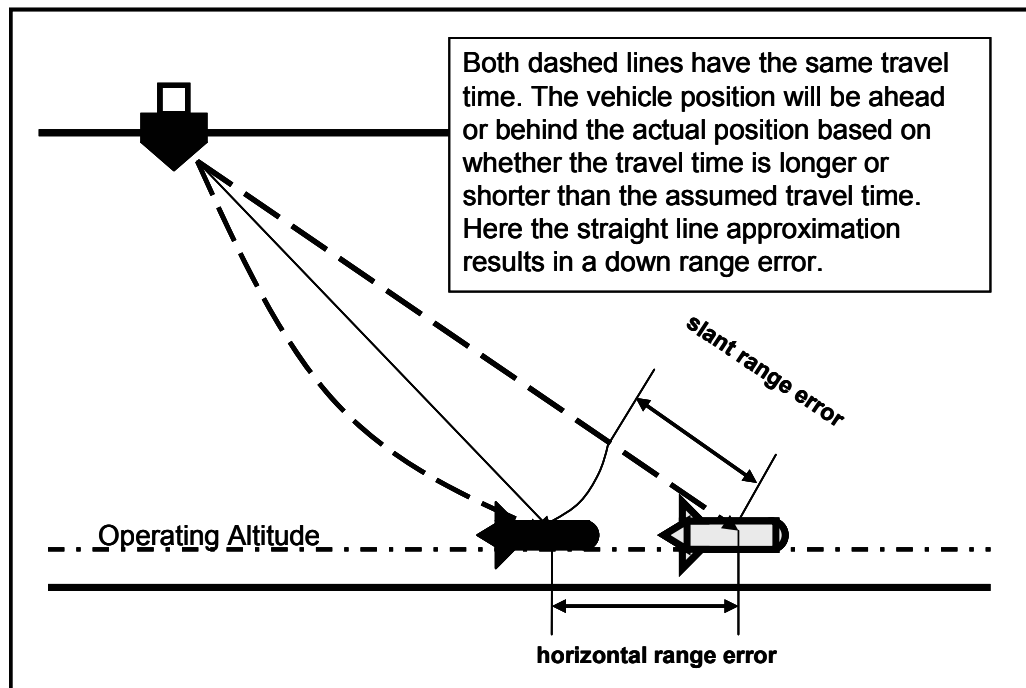 Both dashed lines have the same travel
time. The vehicle position will be ahead
or behind the actual position based on
whether the travel time is longer or
shorter than the assumed travel time.
Here the straight line approximation
results in a down range error.
slant range error
Operating Altitude
horizontal range error